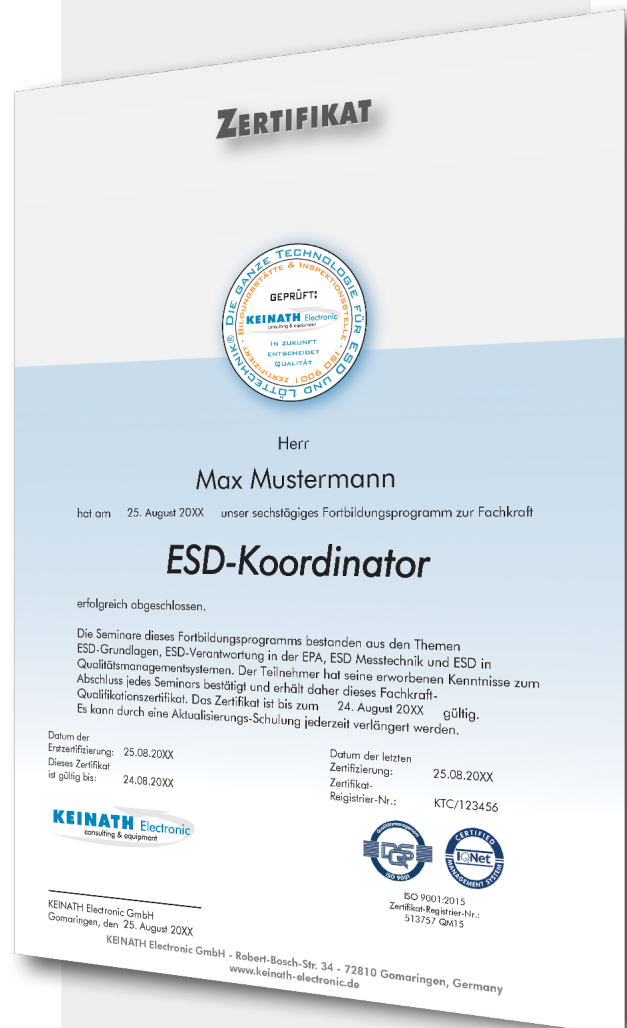 ZERTIFIKAT
DIE GANZE TECHNOLOGIE FÜR ESD UND LÖTTECHNIK®
BILDUNGSSTÄTTE & INSPEKTIONSSTELLE - ISO 9001 ZERTIFIZIERT -
GEPRÜFT:
KEINATH Electronic
consulting & equipment
IN ZUKUNFT
ENTSCHEIDET
QUALITÄT
Herr
Max Mustermann
hat am 25. August 20XX unser sechstägiges Fortbildungsprogramm zur Fachkraft
ESD-Koordinator
erfolgreich abgeschlossen.
Die Seminare dieses Fortbildungsprogramms bestanden aus den Themen
ESD-Grundlagen, ESD-Verantwortung in der EPA, ESD Messtechnik und ESD in
Qualitätsmanagementsystemen. Der Teilnehmer hat seine erworbenen Kenntnisse zum
Abschluss jedes Seminars bestätigt und erhält daher dieses Fachkraft-
Qualifikationszertifikat. Das Zertifikat ist bis zum 24. August 20XX gültig.
Es kann durch eine Aktualisierungs-Schulung jederzeit verlängert werden.
Datum der
Erstzertifizierung: 25.08.20XX
Dieses Zertifikat
ist gültig bis: 24.08.20XX
Datum der letzten
Zertifizierung: 25.08.20XX
Zertifikat-
Reigistrier-Nr.: KTC/123456
KEINATH Electronic
consulting & equipment
Qualitätsmanagement
DQS
ISO 9001
CERTIFIED
IQNet
MANAGEMENT SYSTEM
ISO 9001:2015
Zertifikat-Registrier-Nr.:
513757 QM15
KEINATH Electronic GmbH
Gomaringen, den 25. August 20XX
KEINATH Electronic GmbH - Robert-Bosch-Str. 34 - 72810 Gomaringen, Germany
www.keinath-electronic.de